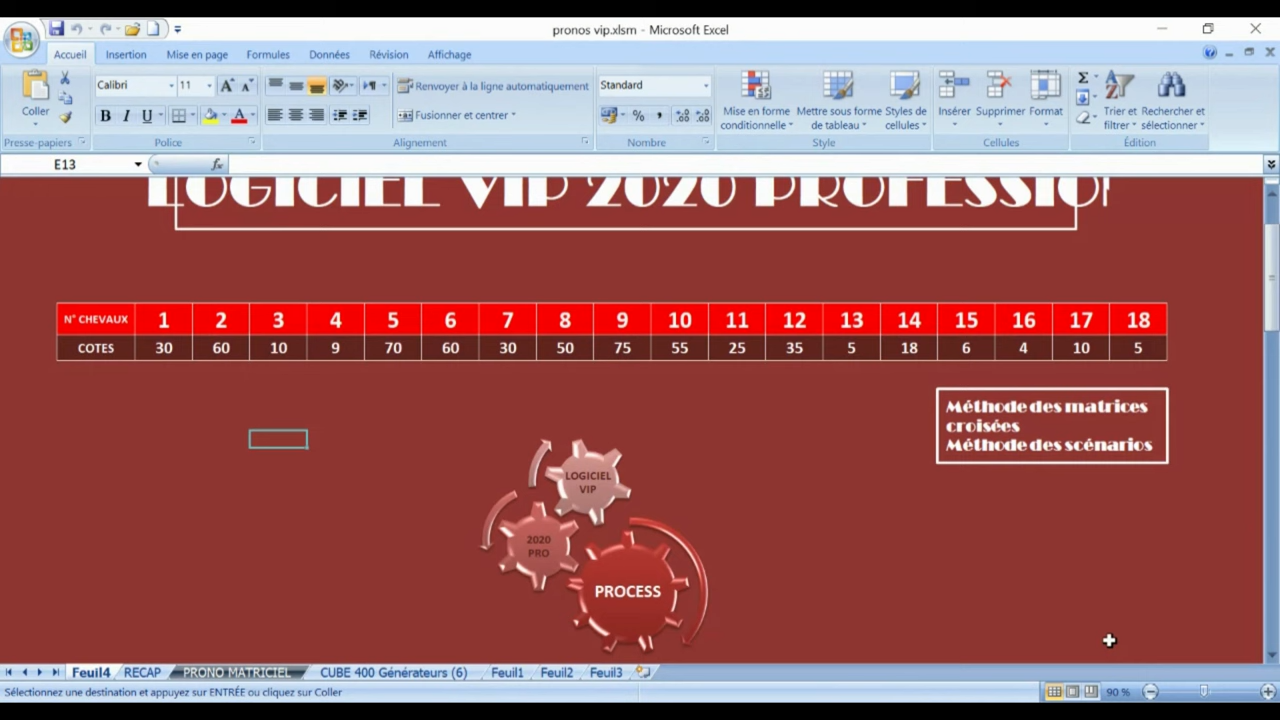 pronos vip.xlsm - Microsoft Excel
Accueil Insertion Mise en page Formules Données Révision Affichage
Calibri 11 Renvoyer à la ligne automatiquement Standard
Coller G I S Fusionner et centrer % Mise en forme conditionnelle Mettre sous forme de tableau Styles de cellules Insérer Supprimer Format Trier et filtrer Rechercher et sélectionner
Presse-papiers Police Alignement Nombre Style Cellules Édition
E13 fx
LOGICIEL VIP 2020 PROFESSION
N° CHEVAUX 1 2 3 4 5 6 7 8 9 10 11 12 13 14 15 16 17 18
COTES 30 60 10 9 70 60 30 50 75 55 25 35 5 18 6 4 10 5
Méthode des matrices
croisées
Méthode des scénarios
LOGICIEL
VIP
2020
PRO
PROCESS
Feuil4 RECAP PRONO MATRICIEL CUBE 400 Générateurs (6) Feuil1 Feuil2 Feuil3
Sélectionnez une destination et appuyez sur ENTRÉE ou cliquez sur Coller 90 %